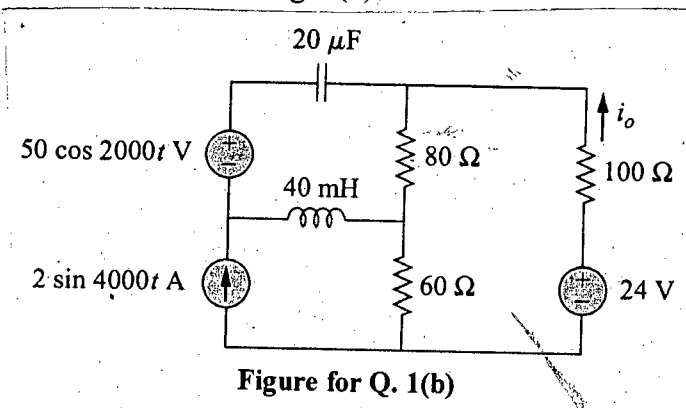 20 μF
i_o
50 cos 2000t V
+
−
80 Ω
100 Ω
40 mH
2 sin 4000t A
60 Ω
+
−
24 V
Figure for Q. 1(b)